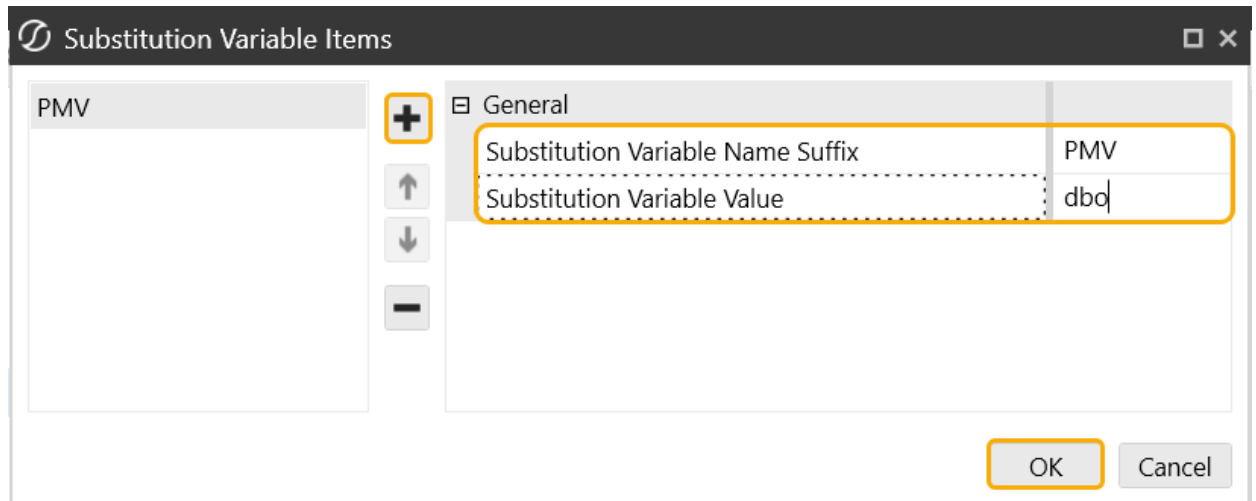 Substitution Variable Items
PMV
General
Substitution Variable Name Suffix PMV
Substitution Variable Value dbo
OK Cancel